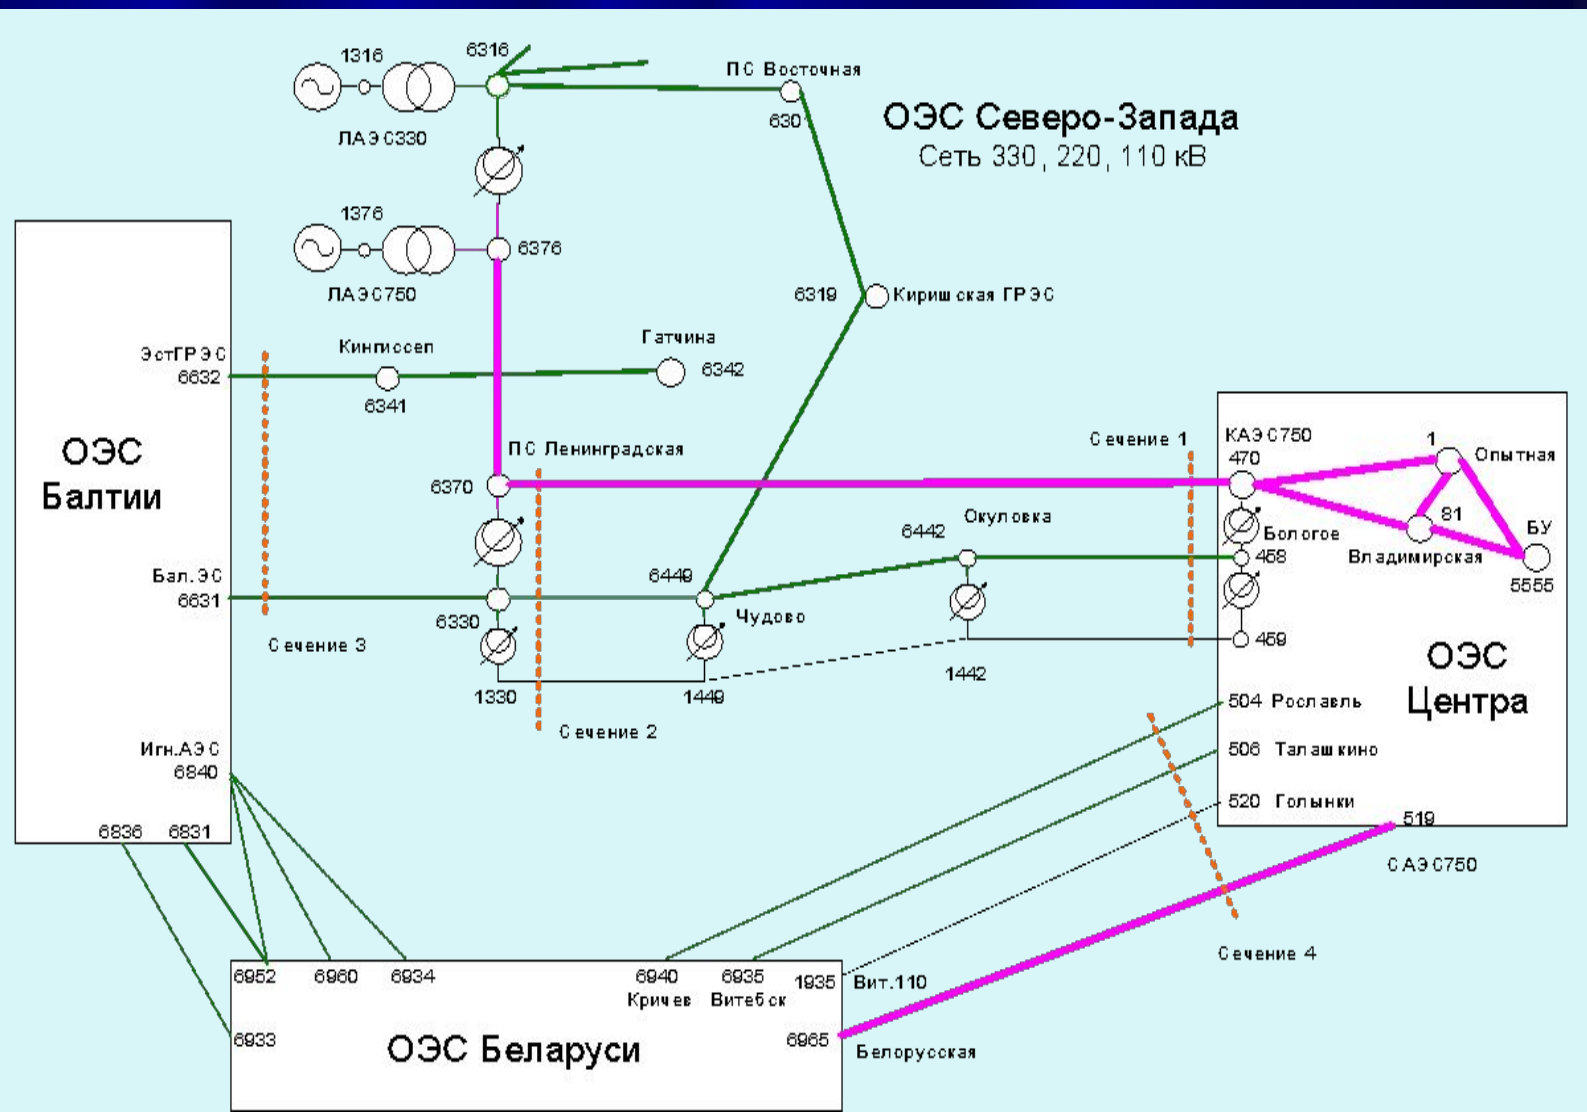 1316
6316
ПС Восточная
630
ОЭС Северо-Запада
Сеть 330, 220, 110 кВ
ЛАЭС330
1376
6376
ЛАЭС750
6319
Киришская ГРЭС
ЭстГРЭС
6632
Кингиссеп
6341
Гатчина
6342
ОЭС
Балтии
ПС Ленинградская
6370
Сечение 1
КАЭС750
470
1
Опытная
81
Владимирская
БУ
5555
Бологое
458
459
6442
Окуловка
Бал.ЭС
6631
6330
6449
Чудово
Сечение 3
1330
1449
1442
Сечение 2
ОЭС
Центра
504 Рославль
506 Талашкино
520 Голынки
519
САЭС750
Игн.АЭС
6840
6836
6831
Сечение 4
6952
6960
6934
6940
Кричев
6935
Витебск
1935
Вит.110
6933
ОЭС Беларуси
6965
Белорусская